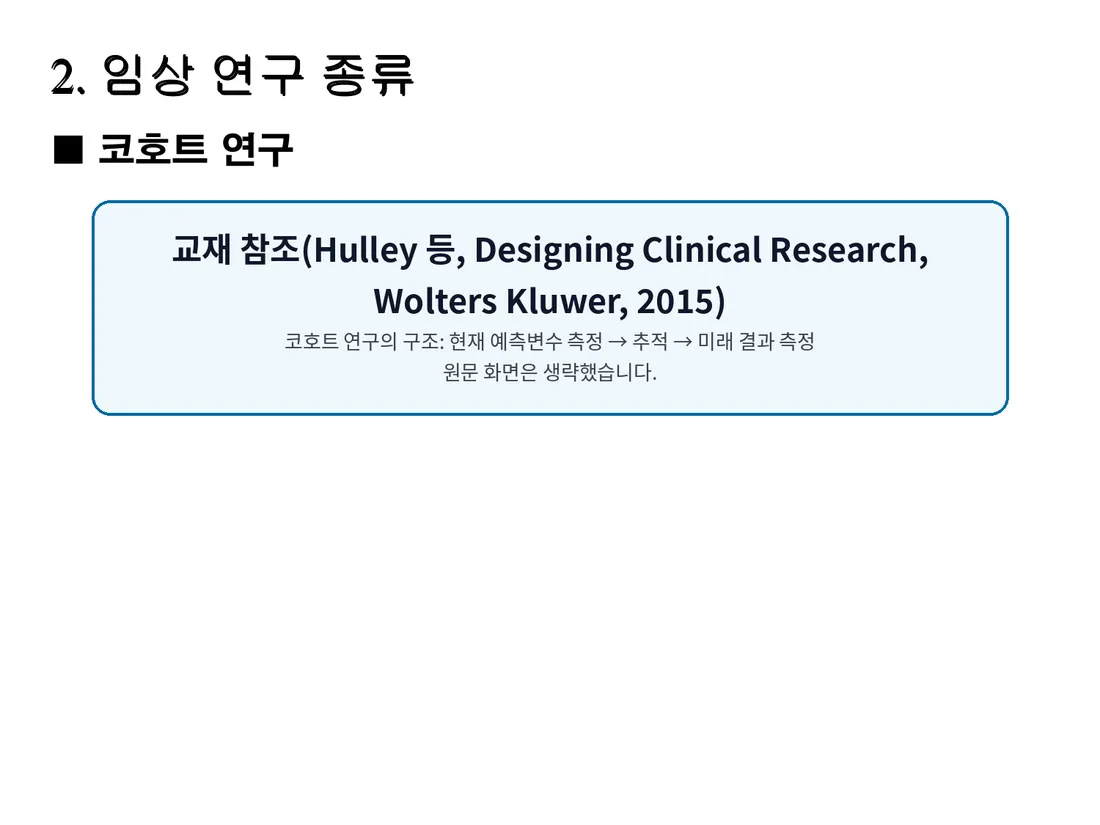 2. 임상 연구 종류
■ 코호트 연구
교재 참조(Hulley 등, Designing Clinical Research,
Wolters Kluwer, 2015)
코호트 연구의 구조: 현재 예측변수 측정 → 추적 → 미래 결과 측정
원문 화면은 생략했습니다.